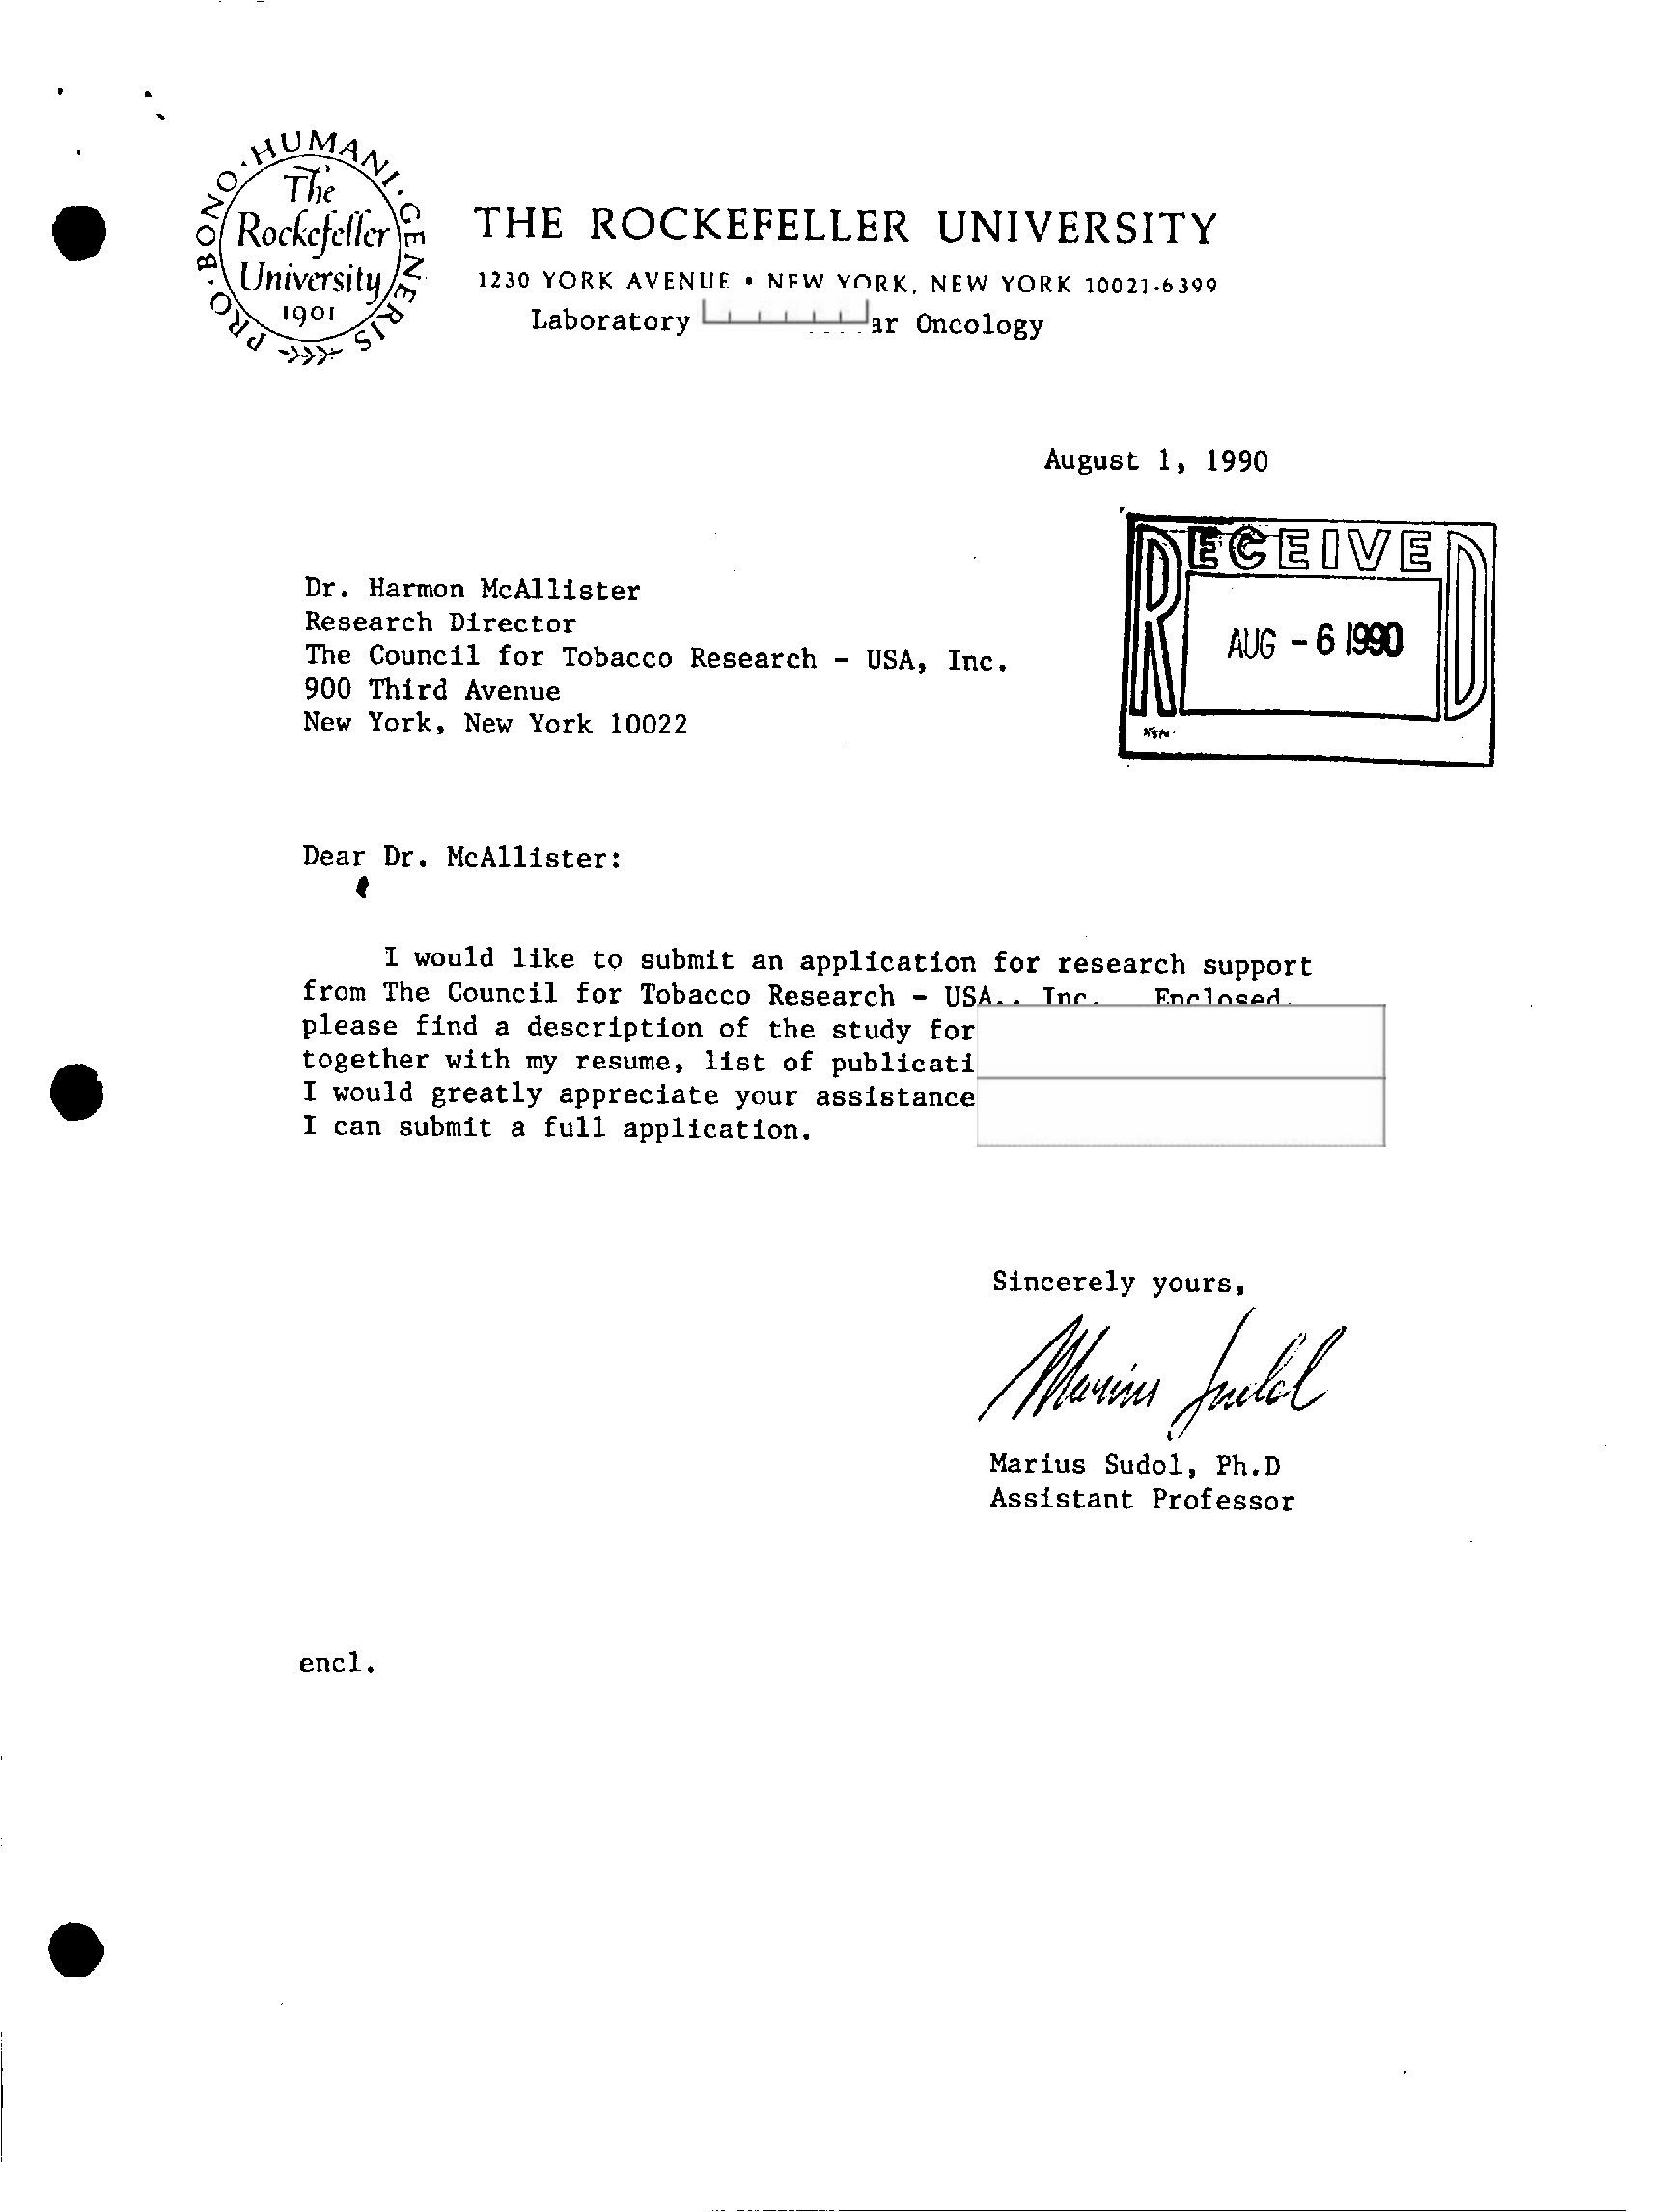 PRO · BONO · HUMANI · GENERIS
The
Rockefeller
University
1901
THE ROCKEFELLER UNIVERSITY
1230 YORK AVENUE • NEW YORK, NEW YORK 10021-6399
Laboratory ar Oncology
August 1, 1990
RECEIVED
AUG - 6 1990
Dr. Harmon McAllister
Research Director
The Council for Tobacco Research - USA, Inc.
900 Third Avenue
New York, New York 10022
Dear Dr. McAllister:
I would like to submit an application for research support
from The Council for Tobacco Research - USA., Inc. Enclosed
please find a description of the study for
together with my resume, list of publicati
I would greatly appreciate your assistance
I can submit a full application.
Sincerely yours,
Marius Sudol
Marius Sudol, Ph.D
Assistant Professor
encl.